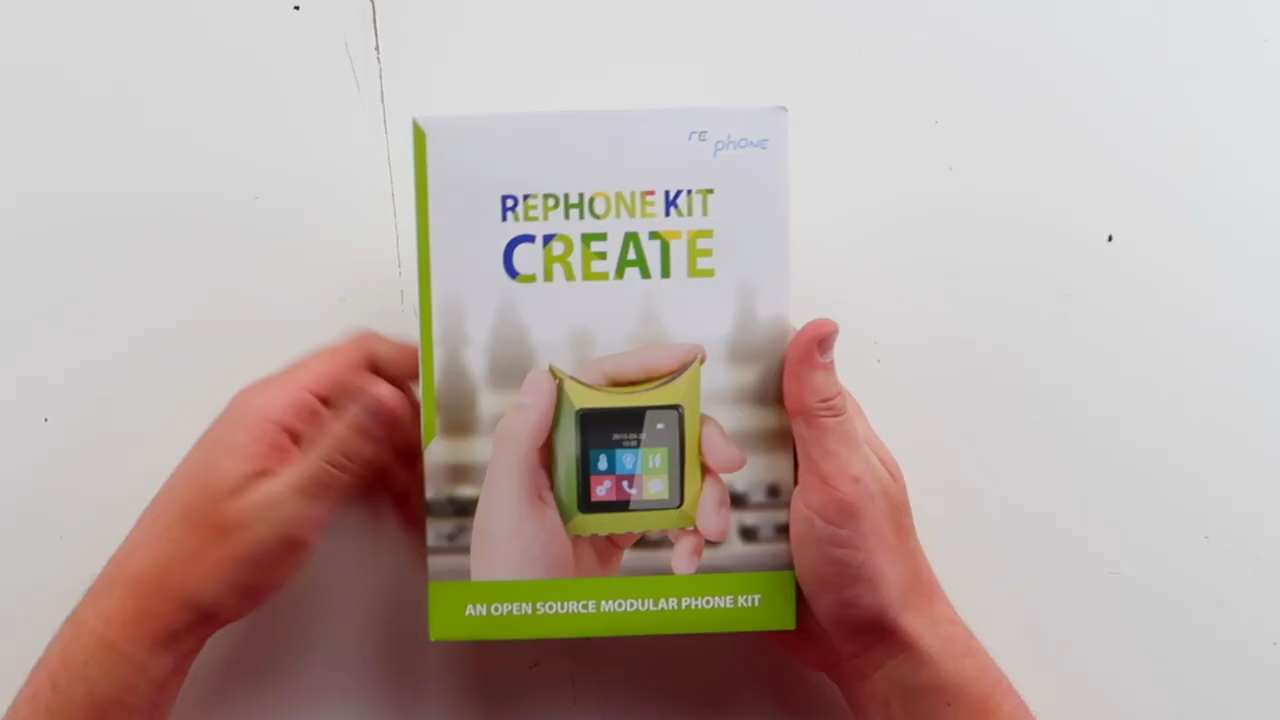 RE
PHONE
REPHONE KIT
CREATE
AN OPEN SOURCE MODULAR PHONE KIT